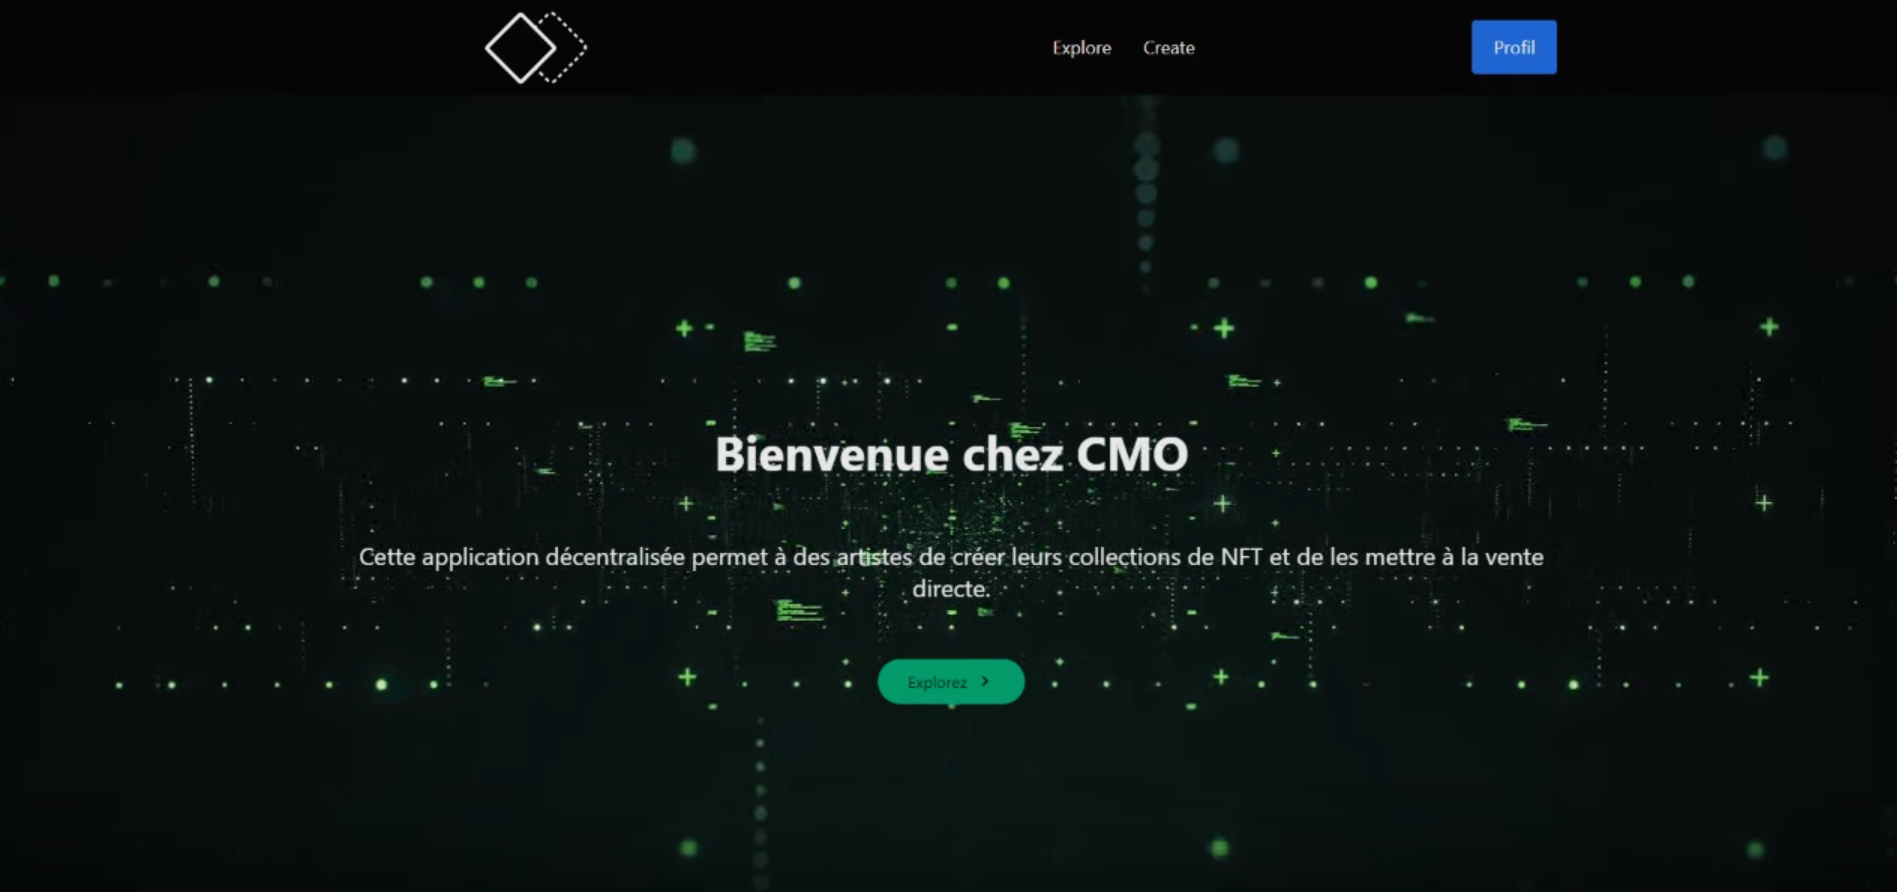 Explore
Create
Profil
Bienvenue chez CMO
Cette application décentralisée permet à des artistes de créer leurs collections de NFT et de les mettre à la vente
directe.
Explorez